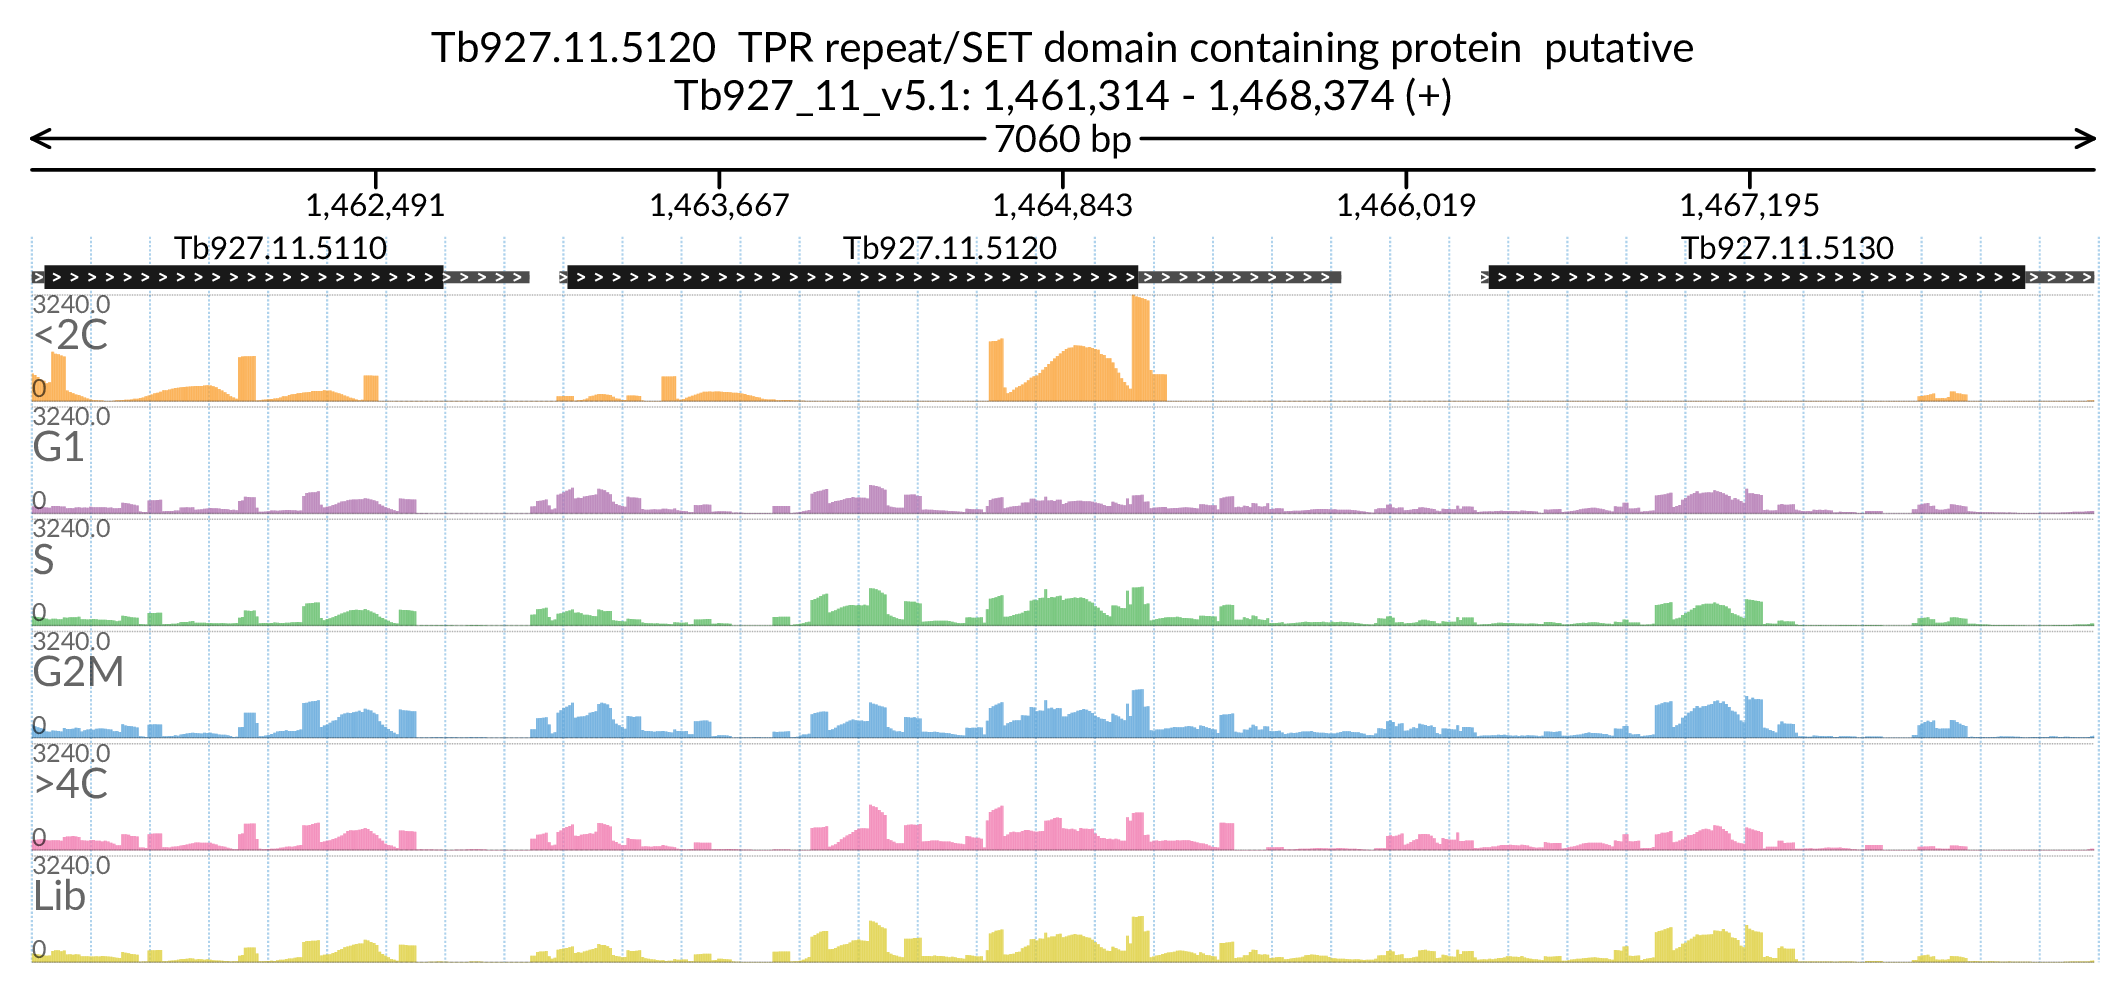 Tb927.11.5120  TPR repeat/SET domain containing protein  putative
Tb927_11_v5.1: 1,461,314 - 1,468,374 (+)
7060 bp
1,462,491 1,463,667 1,464,843 1,466,019 1,467,195
Tb927.11.5110 Tb927.11.5120 Tb927.11.5130
3240.0
<2C
0
3240.0
G1
0
3240.0
S
0
3240.0
G2M
0
3240.0
>4C
0
3240.0
Lib
0